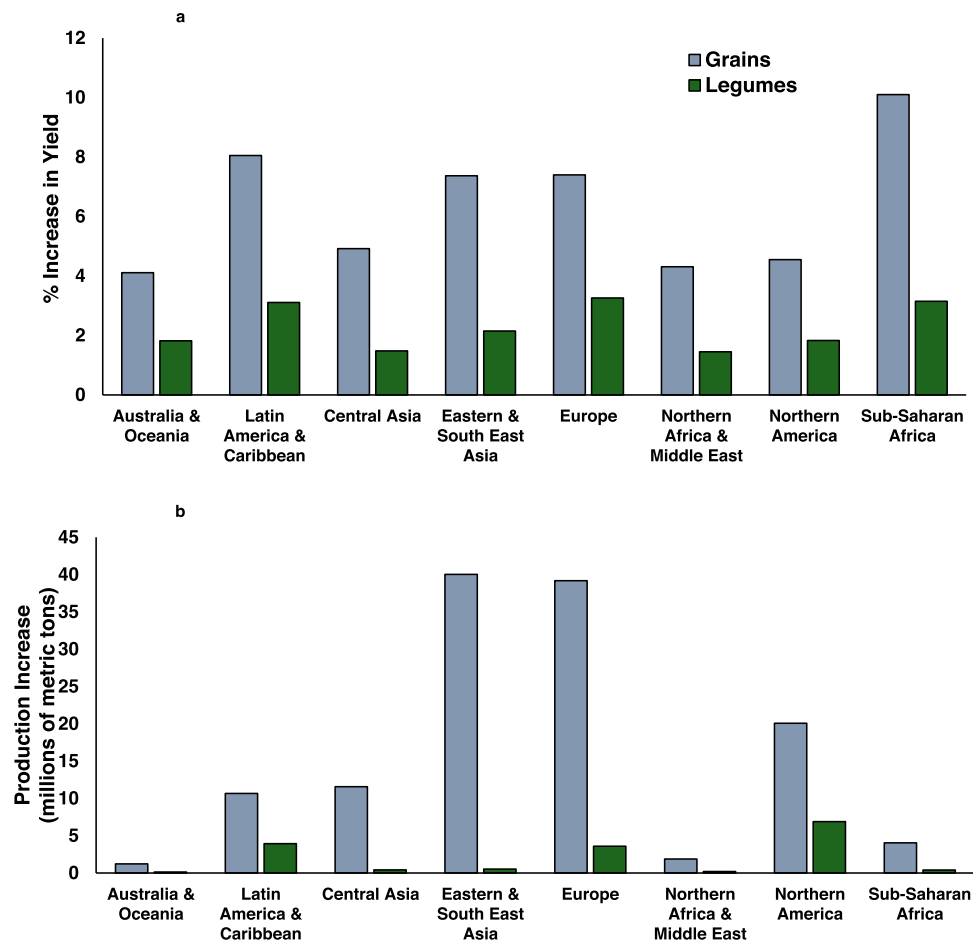 a
12
10
8
6
4
2
0
% Increase in Yield
Grains
Legumes
Australia &
Oceania
Latin
America &
Caribbean
Central Asia
Eastern &
South East
Asia
Europe
Northern
Africa &
Middle East
Northern
America
Sub-Saharan
Africa
b
45
40
35
30
25
20
15
10
5
0
Production Increase
(millions of metric tons)
Australia &
Oceania
Latin
America &
Caribbean
Central Asia
Eastern &
South East
Asia
Europe
Northern
Africa &
Middle East
Northern
America
Sub-Saharan
Africa